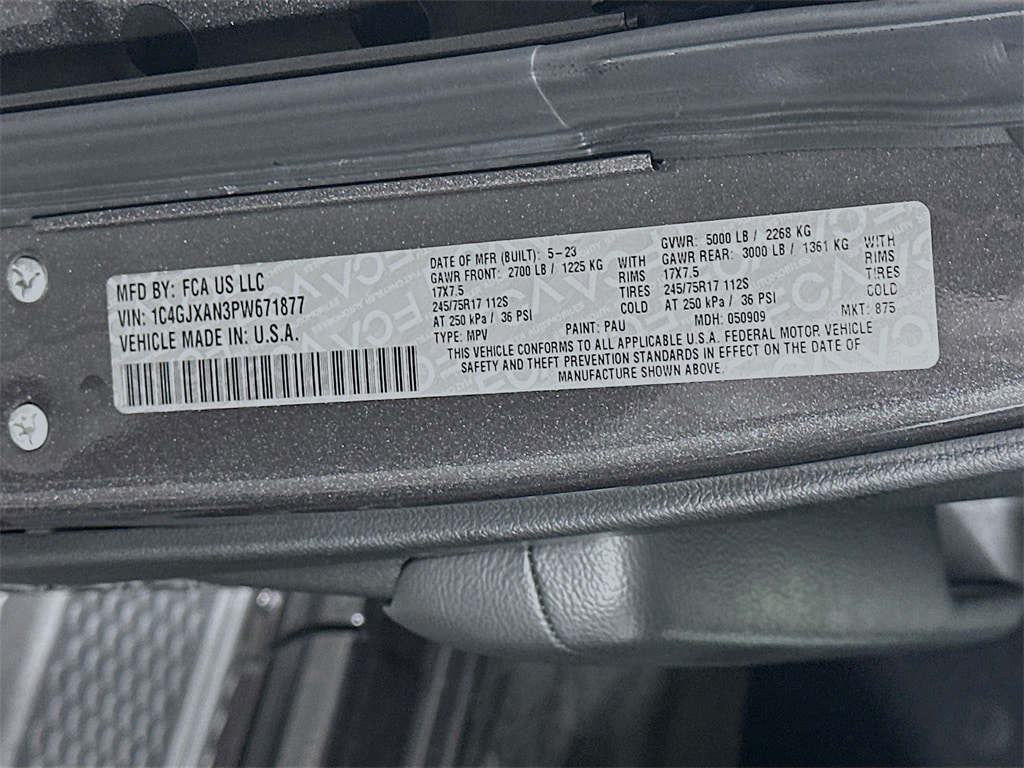 MFD BY: FCA US LLC
VIN: 1C4GJXAN3PW671877
VEHICLE MADE IN: U.S.A.
DATE OF MFR (BUILT): 5-23
GAWR FRONT: 2700 LB / 1225 KG WITH
17X7.5 RIMS
245/75R17 112S TIRES
AT 250 kPa / 36 PSI COLD
TYPE: MPV PAINT: PAU MDH: 050909 MKT: 875
GVWR: 5000 LB / 2268 KG
GAWR REAR: 3000 LB / 1361 KG WITH
17X7.5 RIMS
245/75R17 112S TIRES
AT 250 kPa / 36 PSI COLD
THIS VEHICLE CONFORMS TO ALL APPLICABLE U.S.A. FEDERAL MOTOR VEHICLE
SAFETY AND THEFT PREVENTION STANDARDS IN EFFECT ON THE DATE OF
MANUFACTURE SHOWN ABOVE.